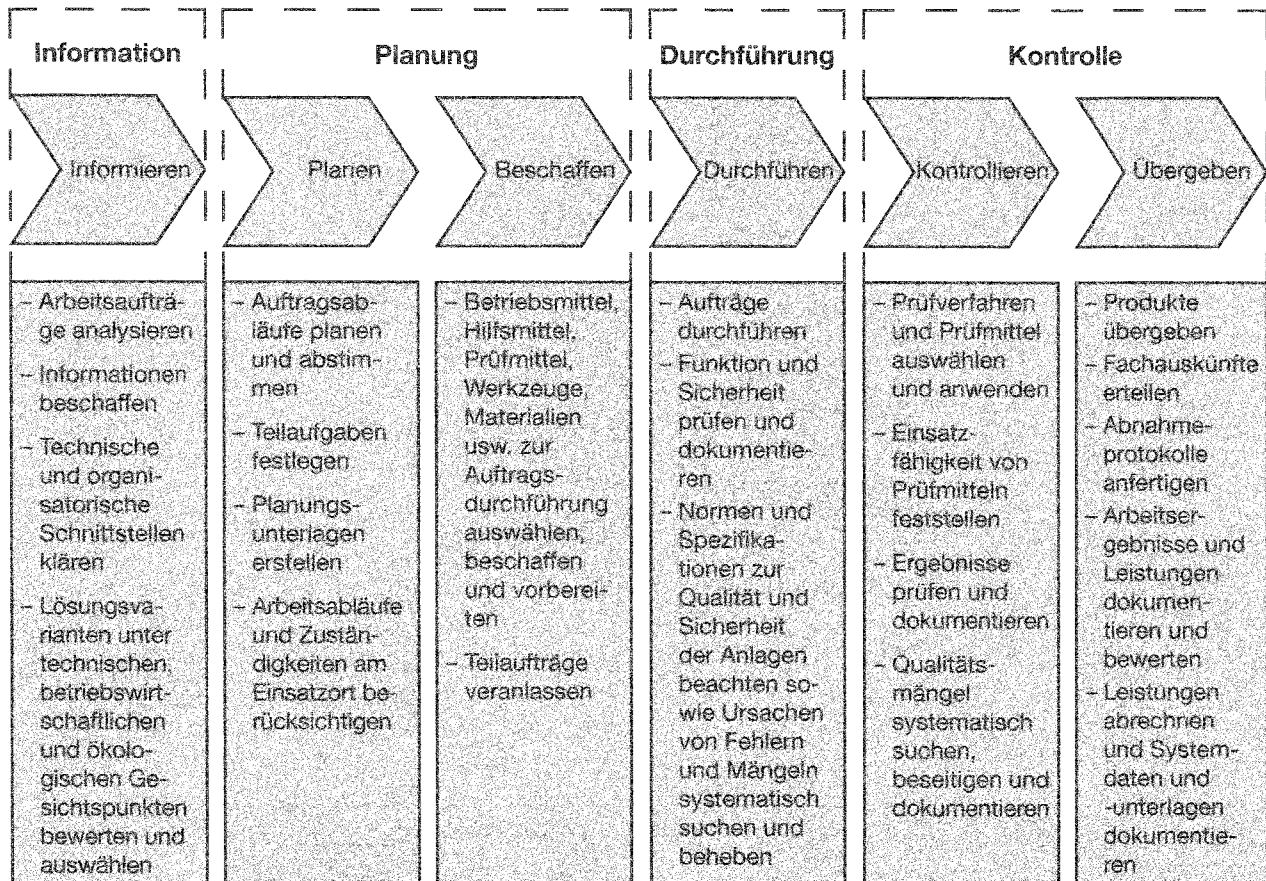 Information
Planung
Durchführung
Kontrolle
Informieren
Planen
Beschaffen
Durchführen
Kontrollieren
Übergeben
– Arbeitsaufträ-
ge analysieren
– Informationen
beschaffen
– Technische
und organi-
satorische
Schnittstellen
klären
– Lösungsva-
rianten unter
technischen,
betriebswirt-
schaftlichen
und ökolo-
gischen Ge-
sichtspunkten
bewerten und
auswählen
– Auftragsab-
läufe planen
und abstim-
men
– Teilaufgaben
festlegen
– Planungs-
unterlagen
erstellen
– Arbeitsabläufe
und Zustän-
digkeiten am
Einsatzort be-
rücksichtigen
– Betriebsmittel,
Hilfsmittel,
Prüfmittel,
Werkzeuge,
Materialien
usw. zur
Auftrags-
durchführung
auswählen,
beschaffen
und vorberei-
ten
– Teilaufträge
veranlassen
– Aufträge
durchführen
– Funktion und
Sicherheit
prüfen und
dokumentie-
ren
– Normen und
Spezifika-
tionen zur
Qualität und
Sicherheit
der Anlagen
beachten so-
wie Ursachen
von Fehlern
und Mängeln
systematisch
suchen und
beheben
– Prüfverfahren
und Prüfmittel
auswählen
und anwenden
– Einsatz-
fähigkeit von
Prüfmitteln
feststellen
– Ergebnisse
prüfen und
dokumentieren
– Qualitäts-
mängel
systematisch
suchen,
beseitigen und
dokumentieren
– Produkte
übergeben
– Fachauskünfte
erteilen
– Abnahme-
protokolle
anfertigen
– Arbeitser-
gebnisse und
Leistungen
dokumen-
tieren und
bewerten
– Leistungen
abrechnen
und System-
daten und
-unterlagen
dokumentie-
ren